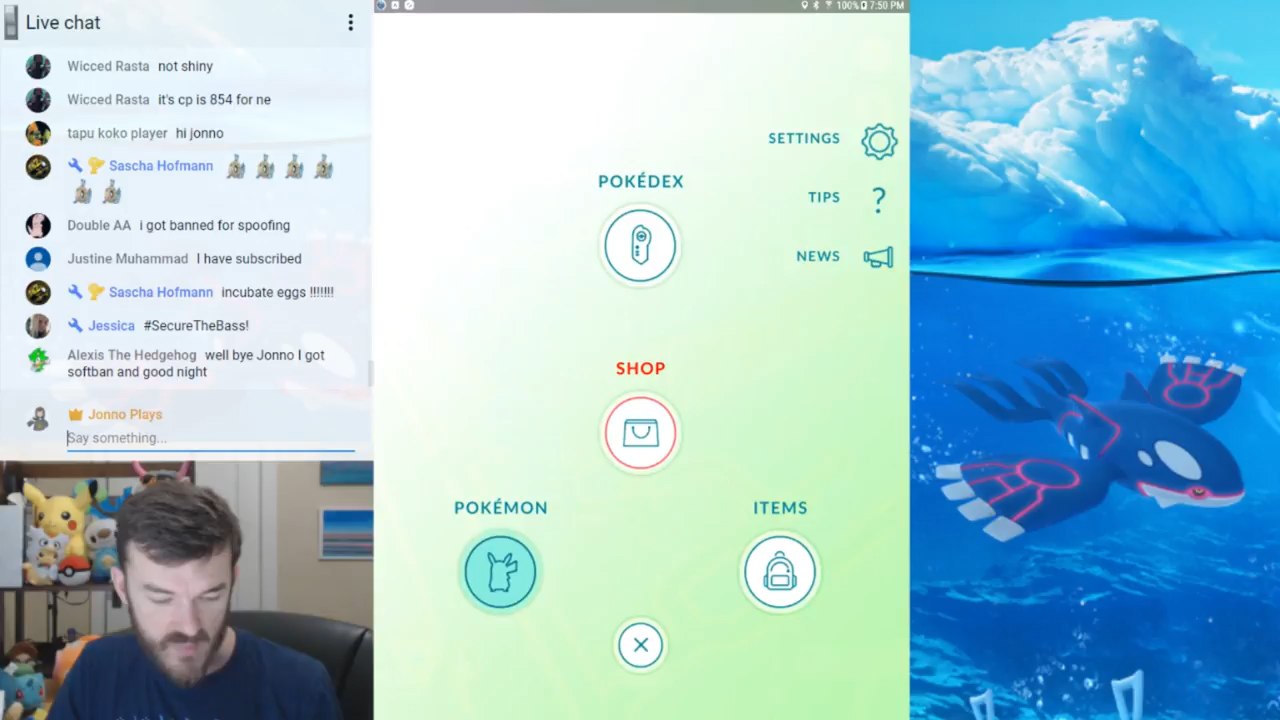 Live chat
Wicced Rasta not shiny
Wicced Rasta it's cp is 854 for ne
tapu koko player hi jonno
Sascha Hofmann
Double AA i got banned for spoofing
Justine Muhammad I have subscribed
Sascha Hofmann incubate eggs !!!!!!!
Jessica #SecureTheBass!
Alexis The Hedgehog well bye Jonno I got
softban and good night
Jonno Plays
Say something...
100% 7:50 PM
SETTINGS
POKÉDEX
TIPS
?
NEWS
SHOP
POKÉMON
ITEMS